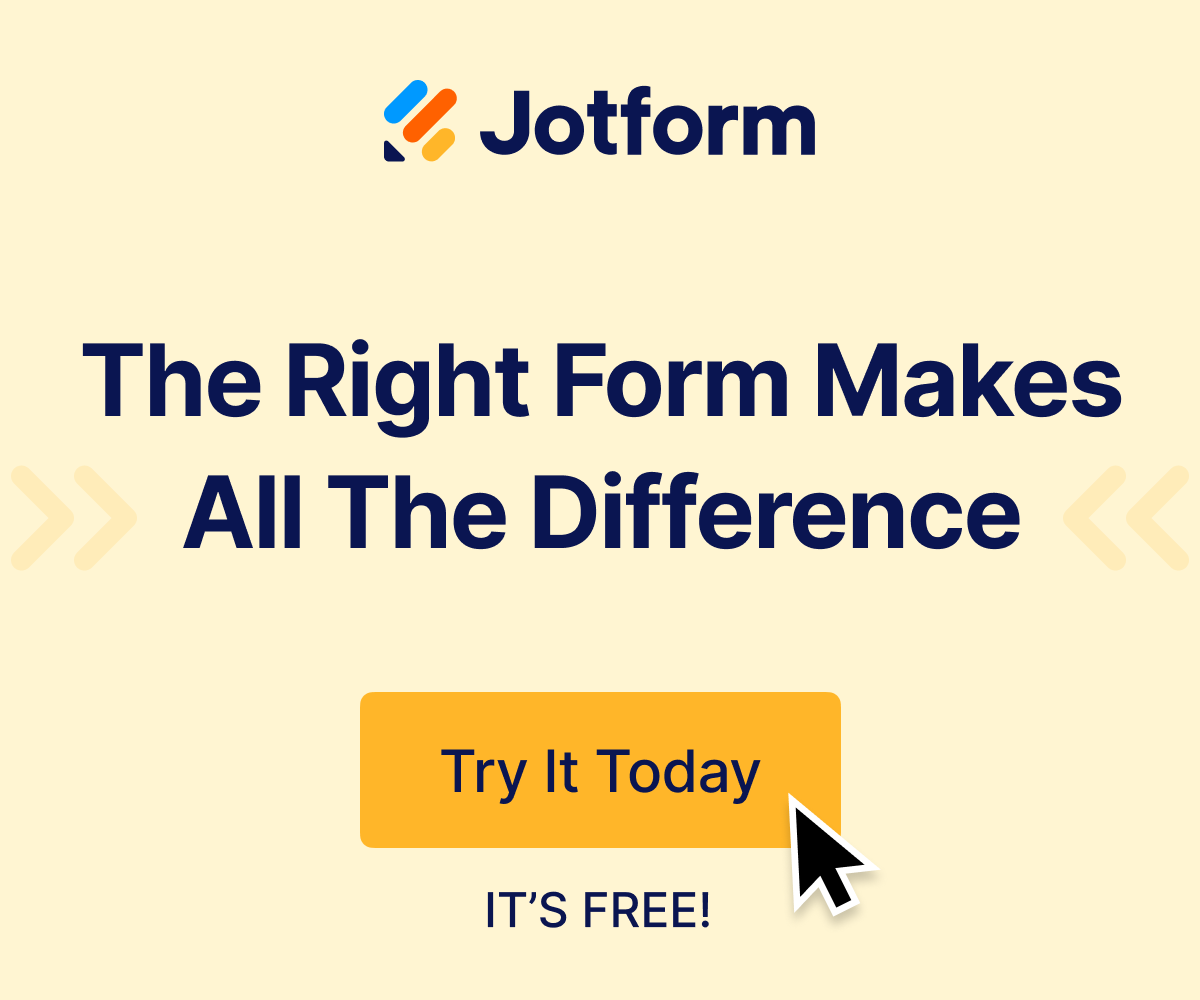 Jotform
The Right Form Makes
All The Difference
Try It Today
IT’S FREE!